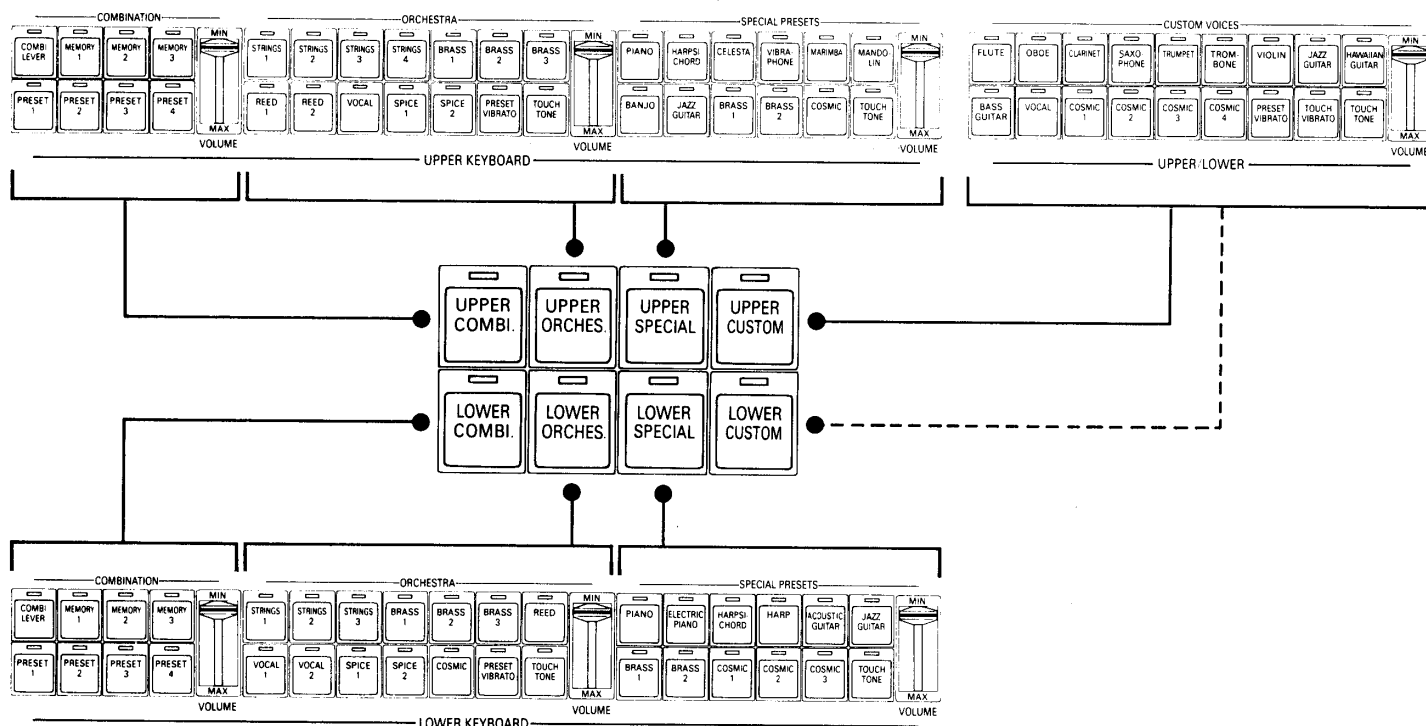 COMBINATION
COMBI LEVER
MEMORY 1
MEMORY 2
MEMORY 3
PRESET 1
PRESET 2
PRESET 3
PRESET 4
MIN
MAX
VOLUME
ORCHESTRA
STRINGS 1
STRINGS 2
STRINGS 3
STRINGS 4
BRASS 1
BRASS 2
BRASS 3
REED 1
REED 2
VOCAL
SPICE 1
SPICE 2
PRESET VIBRATO
TOUCH TONE
MIN
MAX
VOLUME
SPECIAL PRESETS
PIANO
HARPSI CHORD
CELESTA
VIBRA- PHONE
MARIMBA
MANDO LIN
BANJO
JAZZ GUITAR
BRASS 1
BRASS 2
COSMIC
TOUCH TONE
MIN
MAX
VOLUME
UPPER KEYBOARD
CUSTOM VOICES
FLUTE
OBOE
CLARINET
SAXO PHONE
TRUMPET
TROM- BONE
VIOLIN
JAZZ GUITAR
HAWAIIAN GUITAR
BASS GUITAR
VOCAL
COSMIC 1
COSMIC 2
COSMIC 3
COSMIC 4
PRESET VIBRATO
TOUCH VIBRATO
TOUCH TONE
MIN
MAX
VOLUME
UPPER/LOWER
UPPER COMBI.
UPPER ORCHES.
UPPER SPECIAL
UPPER CUSTOM
LOWER COMBI.
LOWER ORCHES.
LOWER SPECIAL
LOWER CUSTOM
COMBINATION
COMBI LEVER
MEMORY 1
MEMORY 2
MEMORY 3
PRESET 1
PRESET 2
PRESET 3
PRESET 4
MIN
MAX
VOLUME
ORCHESTRA
STRINGS 1
STRINGS 2
STRINGS 3
BRASS 1
BRASS 2
BRASS 3
REED
VOCAL 1
VOCAL 2
SPICE 1
SPICE 2
COSMIC
PRESET VIBRATO
TOUCH TONE
MIN
MAX
VOLUME
SPECIAL PRESETS
PIANO
ELECTRIC PIANO
HARPSI CHORD
HARP
ACOUSTIC GUITAR
JAZZ GUITAR
BRASS 1
BRASS 2
COSMIC 1
COSMIC 2
COSMIC 3
TOUCH TONE
MIN
MAX
VOLUME
LOWER KEYBOARD